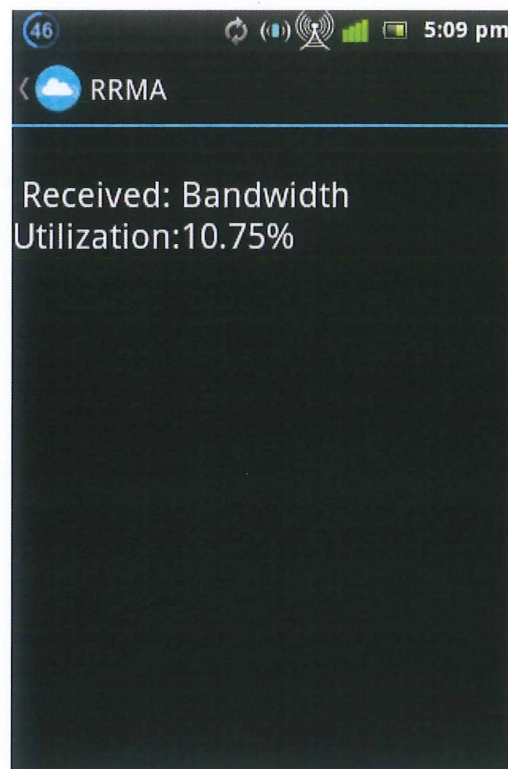 46 5:09 pm
RRMA
Received: Bandwidth
Utilization:10.75%